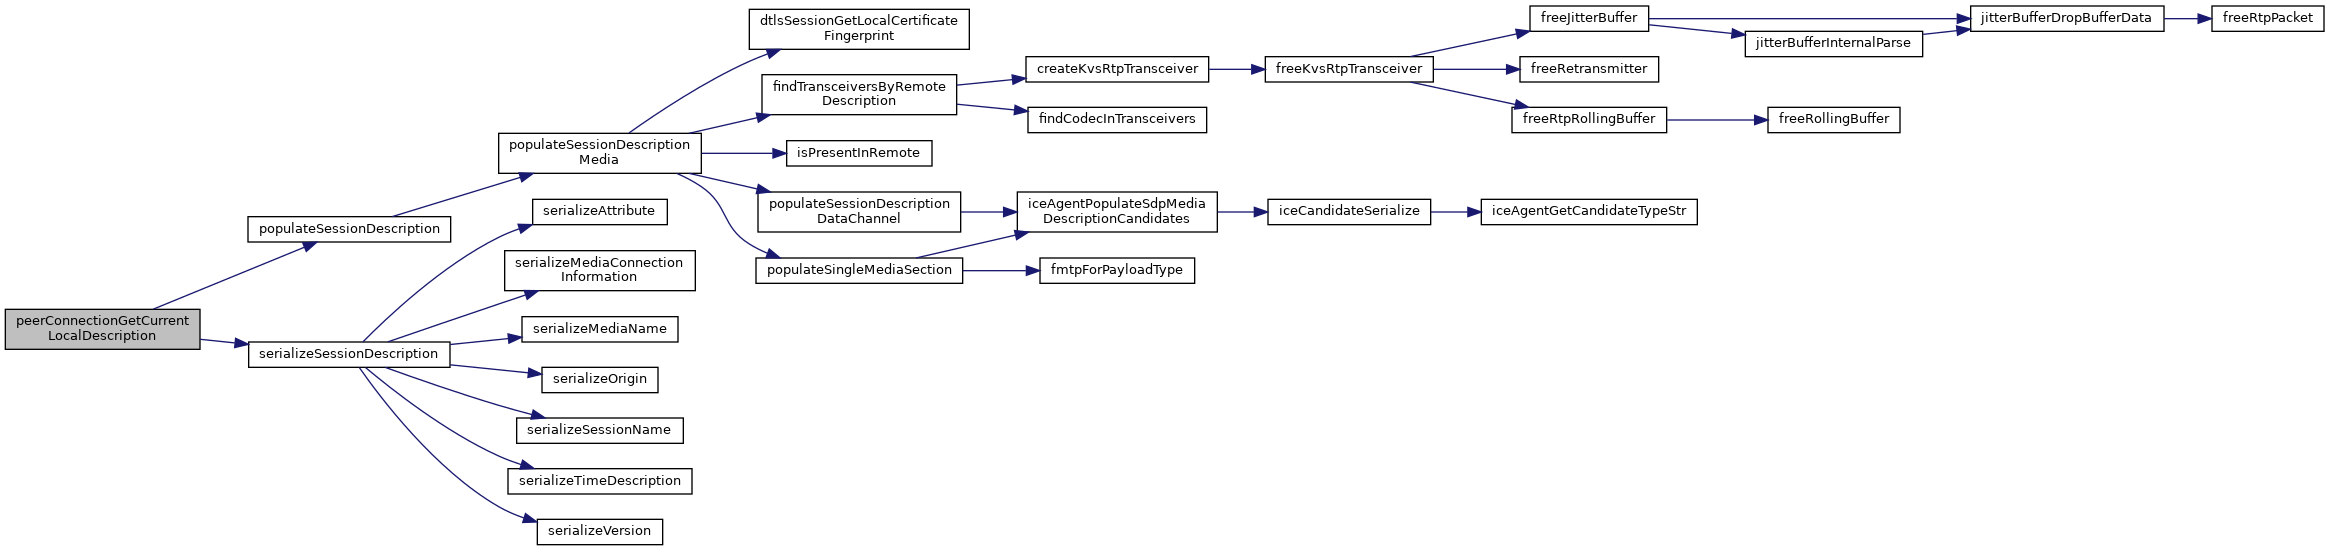 peerConnectionGetCurrent
LocalDescription
populateSessionDescription
serializeSessionDescription
populateSessionDescription
Media
serializeAttribute
serializeMediaConnection
Information
serializeMediaName
serializeOrigin
serializeSessionName
serializeTimeDescription
serializeVersion
dtlsSessionGetLocalCertificate
Fingerprint
findTransceiversByRemote
Description
isPresentInRemote
populateSessionDescription
DataChannel
populateSingleMediaSection
createKvsRtpTransceiver
findCodecInTransceivers
iceAgentPopulateSdpMedia
DescriptionCandidates
fmtpForPayloadType
freeKvsRtpTransceiver
iceCandidateSerialize
freeJitterBuffer
freeRetransmitter
freeRtpRollingBuffer
iceAgentGetCandidateTypeStr
jitterBufferInternalParse
freeRollingBuffer
jitterBufferDropBufferData
freeRtpPacket